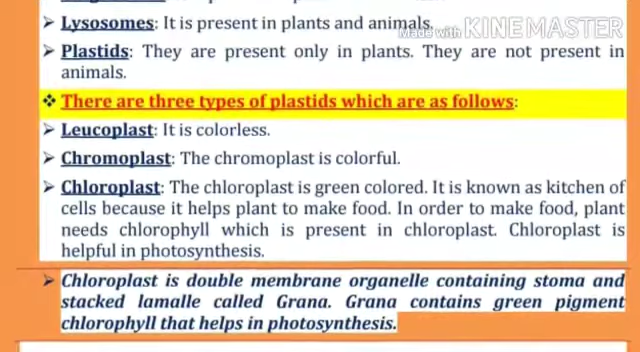 ➢ Lysosomes: It is present in plants and animals.
Made with KINEMASTER
➢ Plastids: They are present only in plants. They are not present in
animals.
❖ There are three types of plastids which are as follows:
➢ Leucoplast: It is colorless.
➢ Chromoplast: The chromoplast is colorful.
➢ Chloroplast: The chloroplast is green colored. It is known as kitchen of
cells because it helps plant to make food. In order to make food, plant
needs chlorophyll which is present in chloroplast. Chloroplast is
helpful in photosynthesis.
➢ Chloroplast is double membrane organelle containing stoma and
stacked lamalle called Grana. Grana contains green pigment
chlorophyll that helps in photosynthesis.